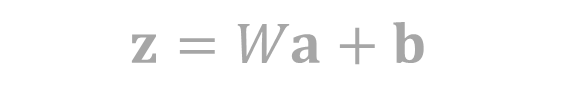 z = Wa + b